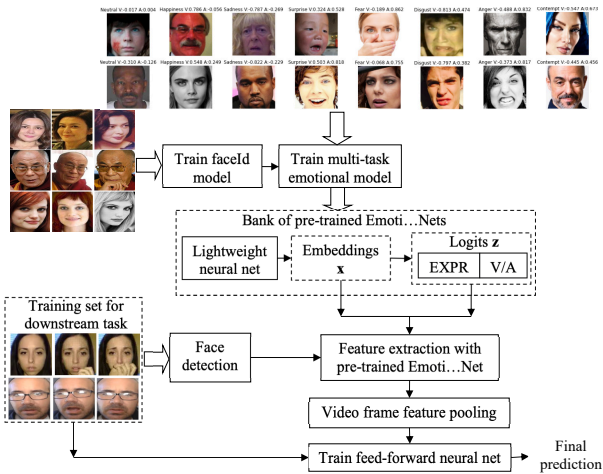 Neutral V:-0.017 A:0.004
Happiness V:0.786 A:-0.056
Sadness V:-0.787 A:-0.269
Surprise V:0.324 A:0.528
Fear V:-0.189 A:0.862
Disgust V:-0.613 A:0.474
Anger V:-0.488 A:0.832
Contempt V:-0.547 A:0.673
Neutral V:-0.310 A:-0.126
Happiness V:0.548 A:0.249
Sadness V:-0.822 A:-0.229
Surprise V:0.503 A:0.818
Fear V:-0.068 A:0.755
Disgust V:-0.797 A:0.382
Anger V:-0.373 A:0.817
Contempt V:-0.445 A:0.456
Train faceId
model
Train multi-task
emotional model
Bank of pre-trained Emoti…Nets
Lightweight
neural net
Embeddings
x
Logits z
EXPR
V/A
Training set for
downstream task
Face
detection
Feature extraction with
pre-trained Emoti…Net
Video frame feature pooling
Train feed-forward neural net
Final
prediction